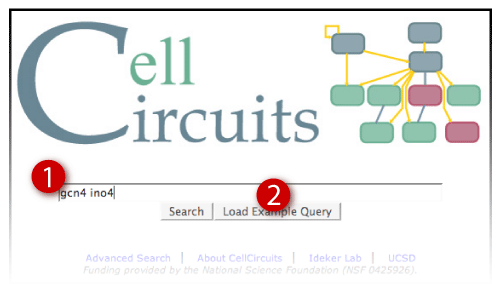 Cell
Circuits
1
gcn4 ino4
2
Search Load Example Query
Advanced Search | About CellCircuits | Ideker Lab | UCSD
Funding provided by the National Science Foundation (NSF 0425926).